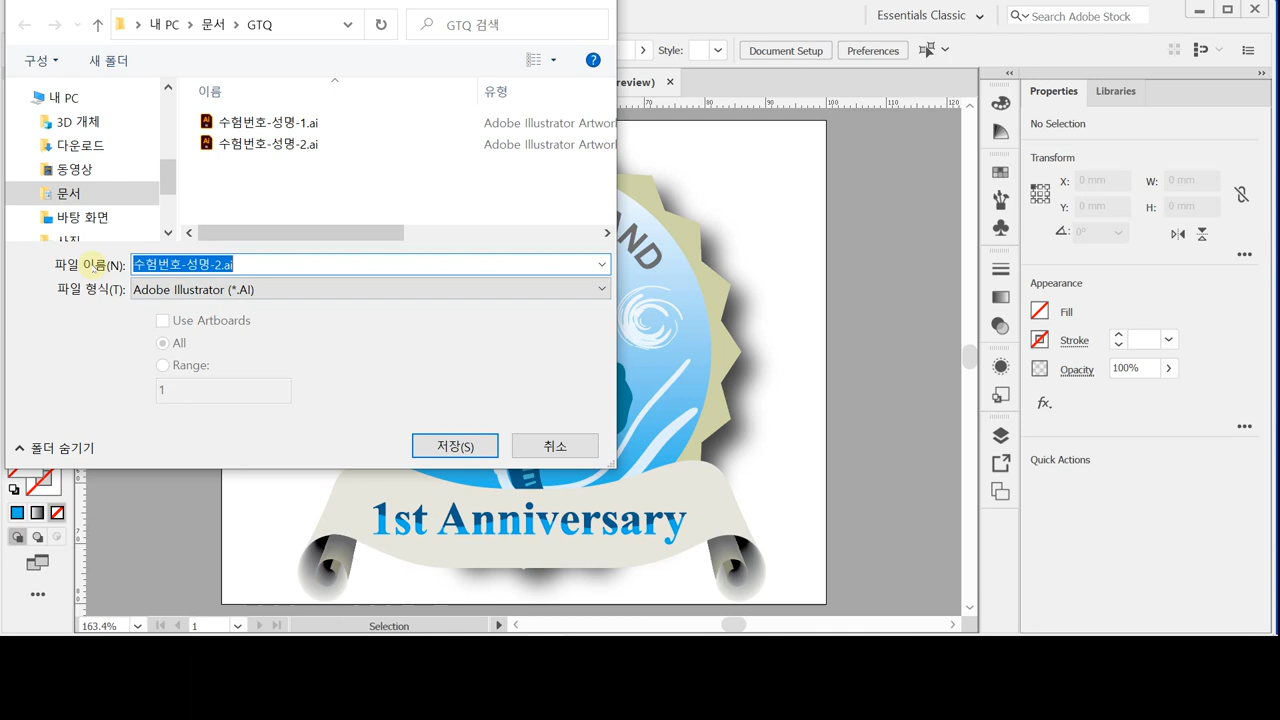 내 PC
문서
GTQ
GTQ 검색
구성
새 폴더
내 PC
3D 개체
다운로드
동영상
문서
바탕 화면
이름
유형
수험번호-성명-1.ai
Adobe Illustrator Artwork
수험번호-성명-2.ai
Adobe Illustrator Artwork
파일 이름(N):
수험번호-성명-2.ai
파일 형식(T):
Adobe Illustrator (*.AI)
Use Artboards
All
Range:
1
폴더 숨기기
저장(S)
취소
Essentials Classic
Search Adobe Stock
Style:
Document Setup
Preferences
review)
70
80
90
100
110
120
AND
1st Anniversary
163.4%
1
Selection
Properties
Libraries
No Selection
Transform
X:
0 mm
W:
0 mm
Y:
0 mm
H:
0 mm
0°
Appearance
Fill
Stroke
Opacity
100%
fx.
Quick Actions